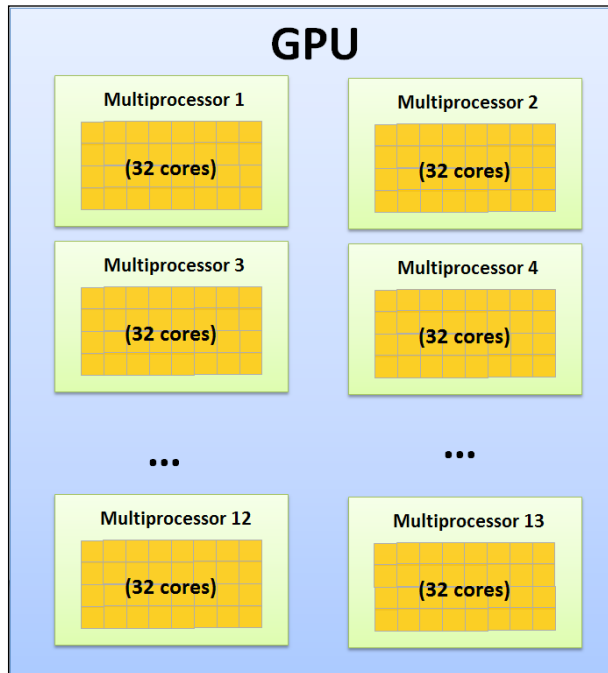 GPU
Multiprocessor 1
(32 cores)
Multiprocessor 2
(32 cores)
Multiprocessor 3
(32 cores)
Multiprocessor 4
(32 cores)
...
...
Multiprocessor 12
(32 cores)
Multiprocessor 13
(32 cores)